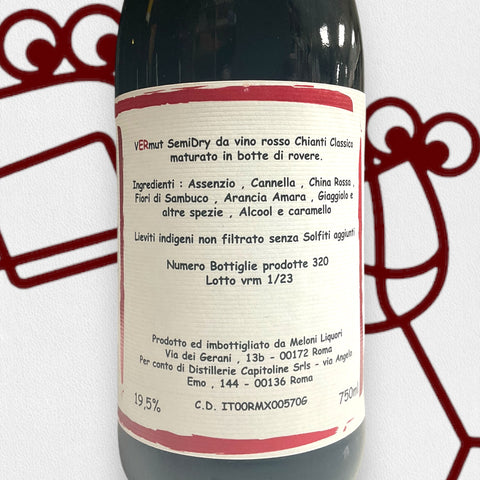 VERmut SemiDry da vino rosso Chianti Classico
maturato in botte di rovere.
Ingredienti : Assenzio , Cannella , China Rossa ,
Fiori di Sambuco , Arancia Amara , Giaggiolo e
altre spezie , Alcool e caramello
Lieviti indigeni non filtrato senza Solfiti aggiunti
Numero Bottiglie prodotte 320
Lotto vrm 1/23
Prodotto ed imbottigliato da Meloni Liquori
Via dei Gerani , 13b - 00172 Roma
Per conto di Distillerie Capitoline Srls - via Angelo
Emo , 144 - 00136 Roma
19,5%
C.D. IT00RMX00570G
750ml